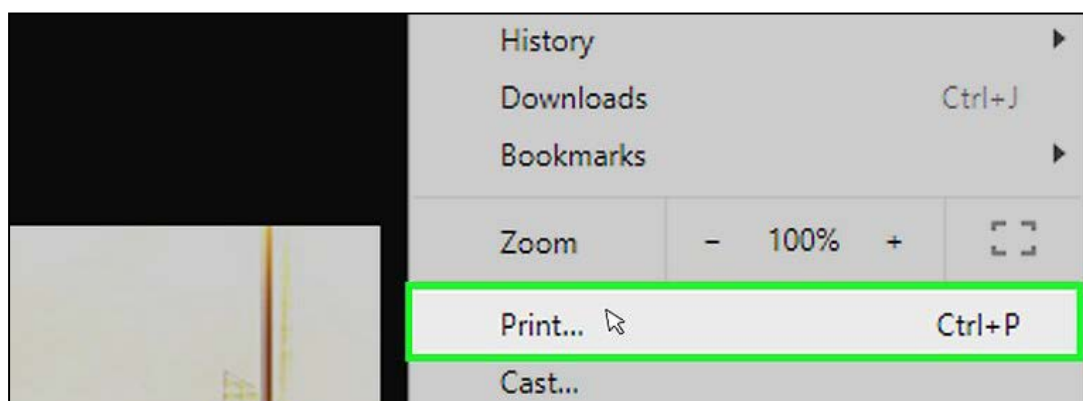 History
Downloads Ctrl+J
Bookmarks
Zoom - 100% +
Print... Ctrl+P
Cast...